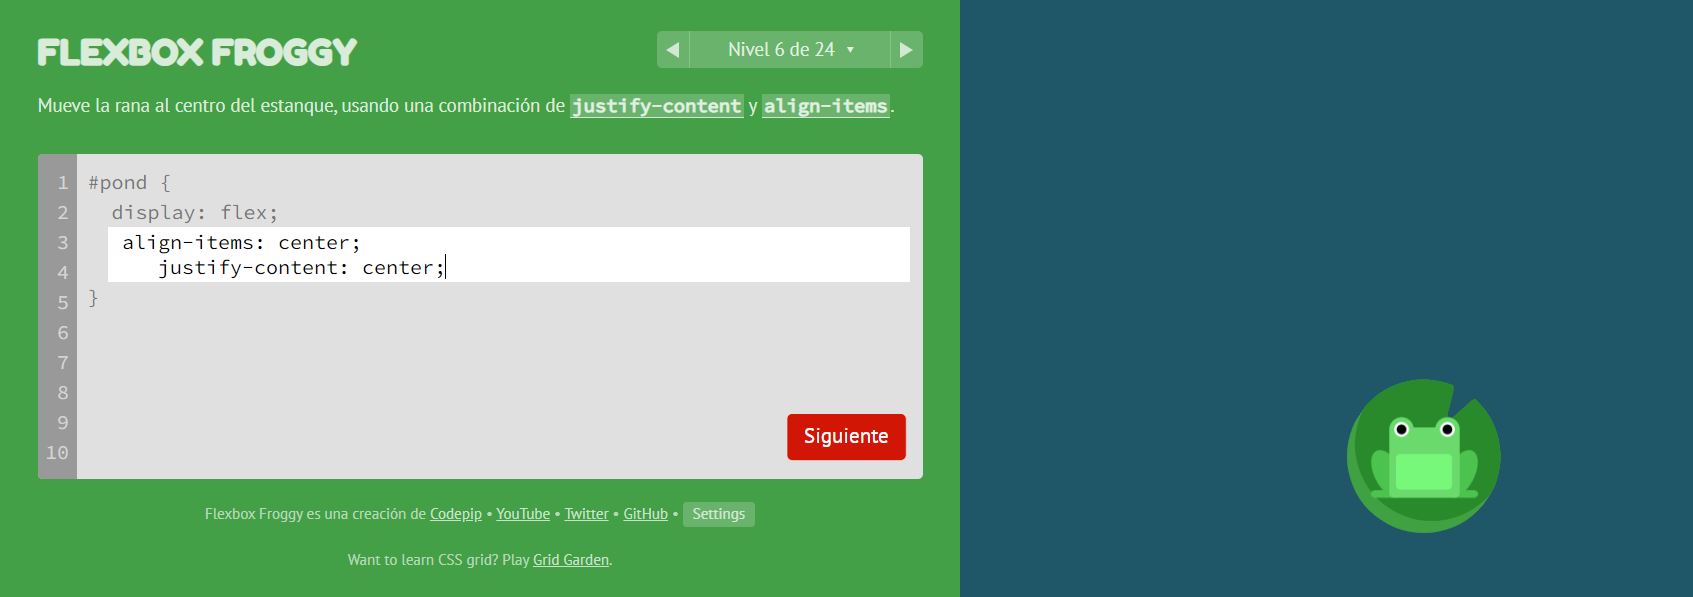 FLEXBOX FROGGY
◀ Nivel 6 de 24 ▼ ▶
Mueve la rana al centro del estanque, usando una combinación de justify-content y align-items.
1 #pond {
2 display: flex;
3 align-items: center;
4 justify-content: center;
5 }
6
7
8
9
10
Siguiente
Flexbox Froggy es una creación de Codepip • YouTube • Twitter • GitHub • Settings
Want to learn CSS grid? Play Grid Garden.